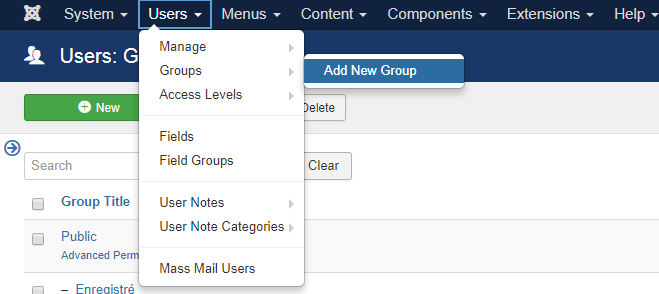 System Users Menus Content Components Extensions Help
Users: G
Manage
Groups
Add New Group
Access Levels
New
Delete
Fields
Search
Field Groups
Clear
Group Title
User Notes
User Note Categories
Public
Advanced Perm
Mass Mail Users
– Enregistré